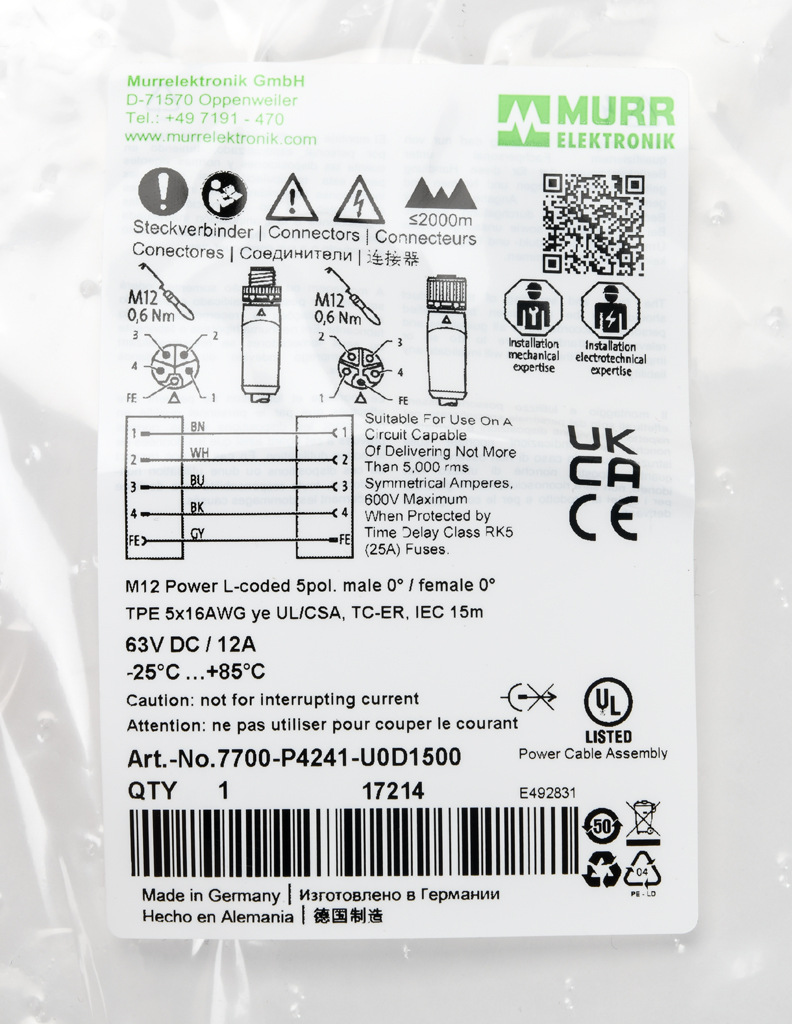 Murrelektronik GmbH
D-71570 Oppenweiler
Tel.: +49 7191 - 470
www.murrelektronik.com
MURR
ELEKTRONIK
≤2000m
Steckverbinder | Connectors | Connecteurs
Conectores | Соединители | 连接器
M12
0,6 Nm
M12
0,6 Nm
3 2
4
FE 1
2 3
4
1 FE
Installation
mechanical
expertise
Installation
electrotechnical
expertise
1 BN 1
2 WH 2
3 BU 3
4 BK 4
FE GY FE
Suitable For Use On A
Circuit Capable
Of Delivering Not More
Than 5,000 rms
Symmetrical Amperes,
600V Maximum
When Protected by
Time Delay Class RK5
(25A) Fuses.
UK
CA
CE
M12 Power L-coded 5pol. male 0° / female 0°
TPE 5x16AWG ye UL/CSA, TC-ER, IEC 15m
63V DC / 12A
-25°C ...+85°C
Caution: not for interrupting current
Attention: ne pas utiliser pour couper le courant
UL
LISTED
Power Cable Assembly
Art.-No.7700-P4241-U0D1500
QTY 1 17214 E492831
50
04
PE-LD
Made in Germany | Изготовлено в Германии
Hecho en Alemania | 德国制造